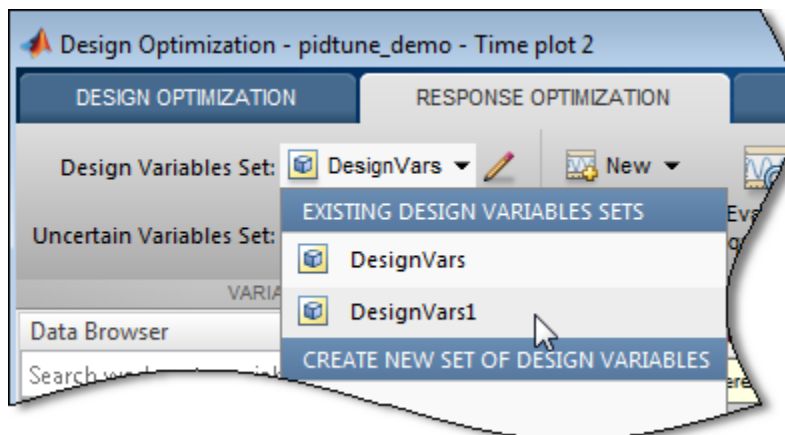 Design Optimization - pidtune_demo - Time plot 2
DESIGN OPTIMIZATION RESPONSE OPTIMIZATION
Design Variables Set: DesignVars New
EXISTING DESIGN VARIABLES SETS
Uncertain Variables Set:
DesignVars
DesignVars1
Data Browser
CREATE NEW SET OF DESIGN VARIABLES
Search